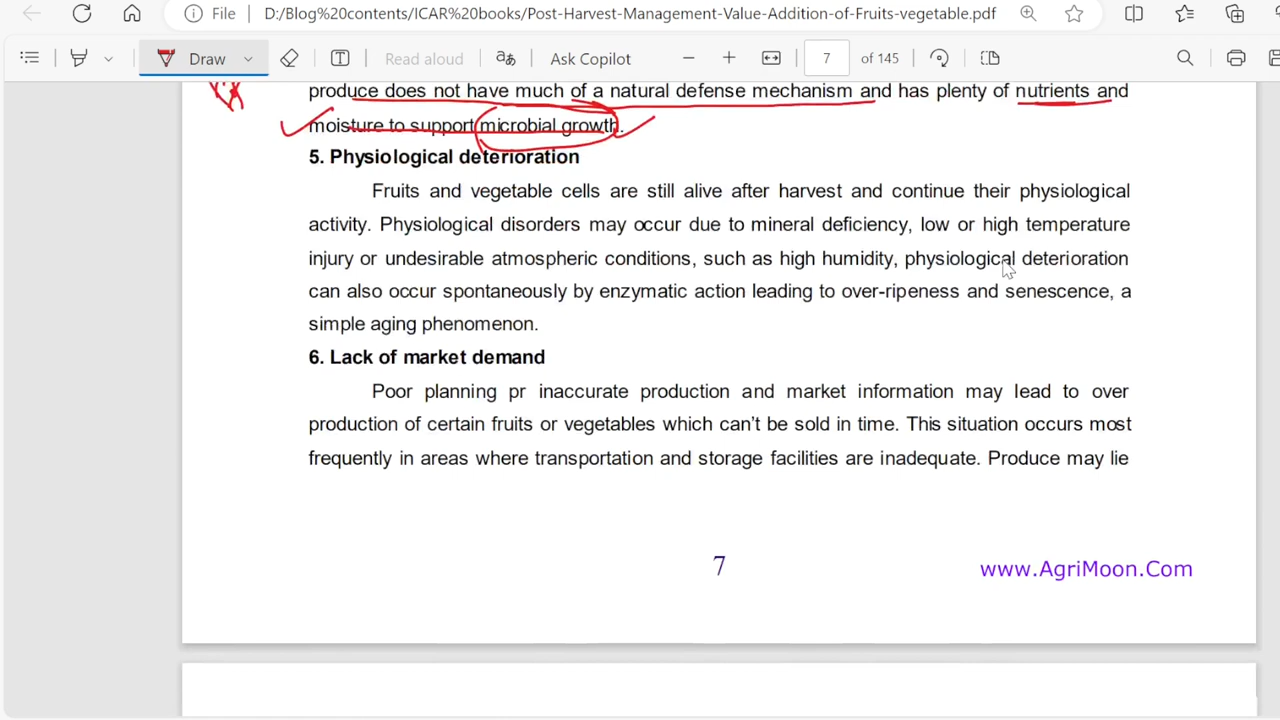 File
D:/Blog%20contents/ICAR%20books/Post-Harvest-Management-Value-Addition-of-Fruits-vegetable.pdf
Draw
Read aloud
Ask Copilot
7
of 145
produce does not have much of a natural defense mechanism and has plenty of nutrients and
moisture to support microbial growth.
5. Physiological deterioration
Fruits and vegetable cells are still alive after harvest and continue their physiological
activity. Physiological disorders may occur due to mineral deficiency, low or high temperature
injury or undesirable atmospheric conditions, such as high humidity, physiological deterioration
can also occur spontaneously by enzymatic action leading to over-ripeness and senescence, a
simple aging phenomenon.
6. Lack of market demand
Poor planning pr inaccurate production and market information may lead to over
production of certain fruits or vegetables which can't be sold in time. This situation occurs most
frequently in areas where transportation and storage facilities are inadequate. Produce may lie
7
www.AgriMoon.Com